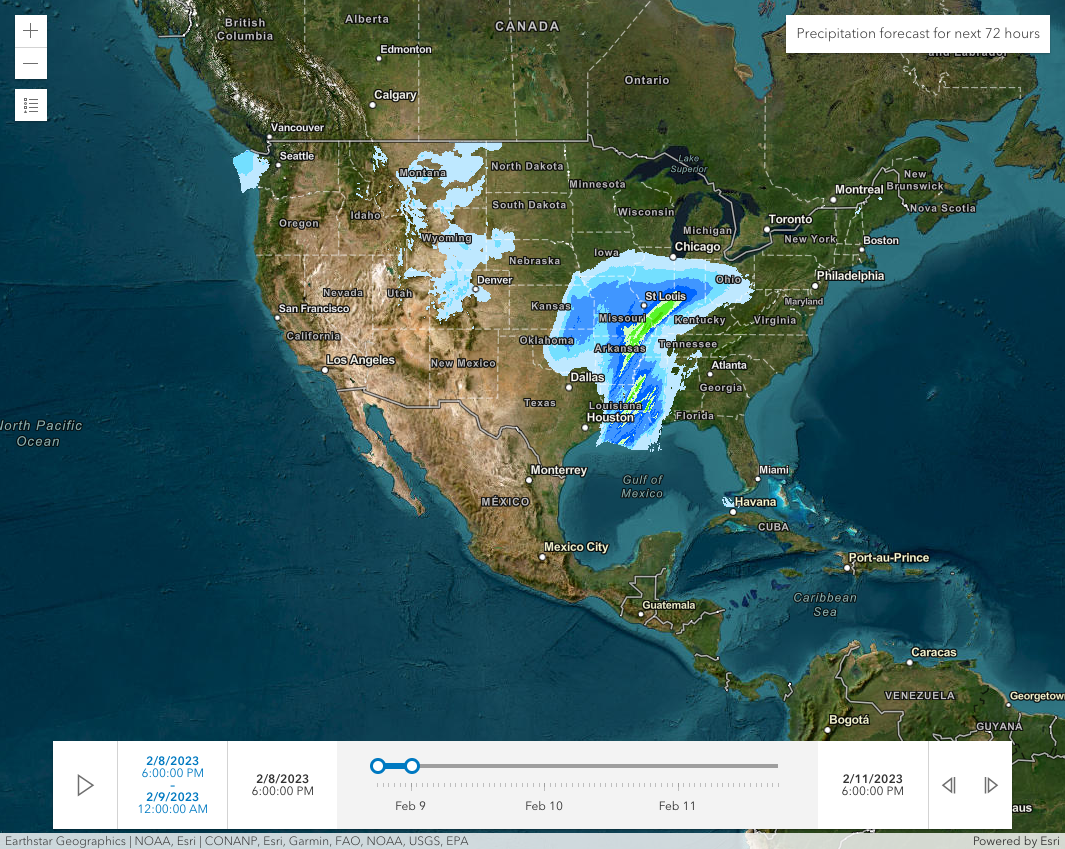 CANADA
Alberta
British
Columbia
Precipitation forecast for next 72 hours
Edmonton
and Labrador
Ontario
Calgary
Vancouver
Seattle
Lake
Superior
Montana
North Dakota
Minnesota
New
Brunswick
Montreal
South Dakota
Wisconsin
Nova Scotia
Oregon
Idaho
Toronto
Michigan
Wyoming
New York
Boston
Chicago
Iowa
Nebraska
Philadelphia
Denver
Ohio
Nevada
Utah
St Louis
Maryland
Kansas
San Francisco
Missouri
Kentucky
Virginia
California
Oklahoma
Arkansas
Tennessee
Los Angeles
New Mexico
Atlanta
Dallas
Georgia
Texas
Louisiana
Houston
Florida
North Pacific
Ocean
Monterrey
Miami
Gulf of
Mexico
MÉXICO
Havana
CUBA
Mexico City
Port-au-Prince
Caribbean
Sea
Guatemala
Caracas
VENEZUELA
Georgetown
Bogotá
GUYANA
2/8/2023
6:00:00 PM
-
2/9/2023
12:00:00 AM
2/8/2023
6:00:00 PM
Feb 9
Feb 10
Feb 11
2/11/2023
6:00:00 PM
aus
Earthstar Geographics | NOAA, Esri | CONANP, Esri, Garmin, FAO, NOAA, USGS, EPA
Powered by Esri